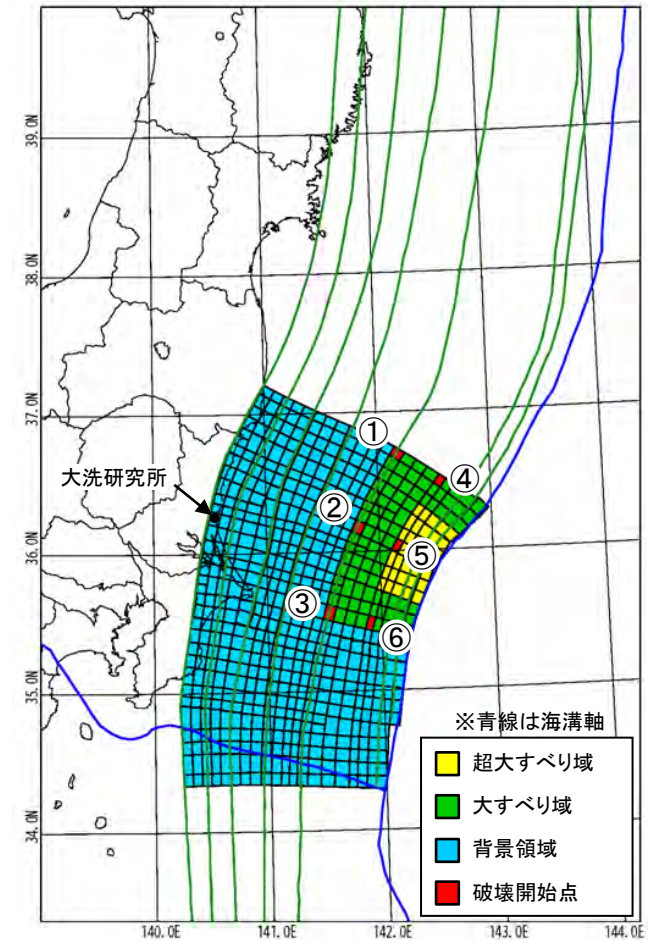 39.0N
38.0N
37.0N
①
④
大洗研究所
②
36.0N
⑤
③
⑥
35.0N
※青線は海溝軸
超大すべり域
大すべり域
34.0N
背景領域
破壊開始点
140.0E
141.0E
142.0E
143.0E
144.0E